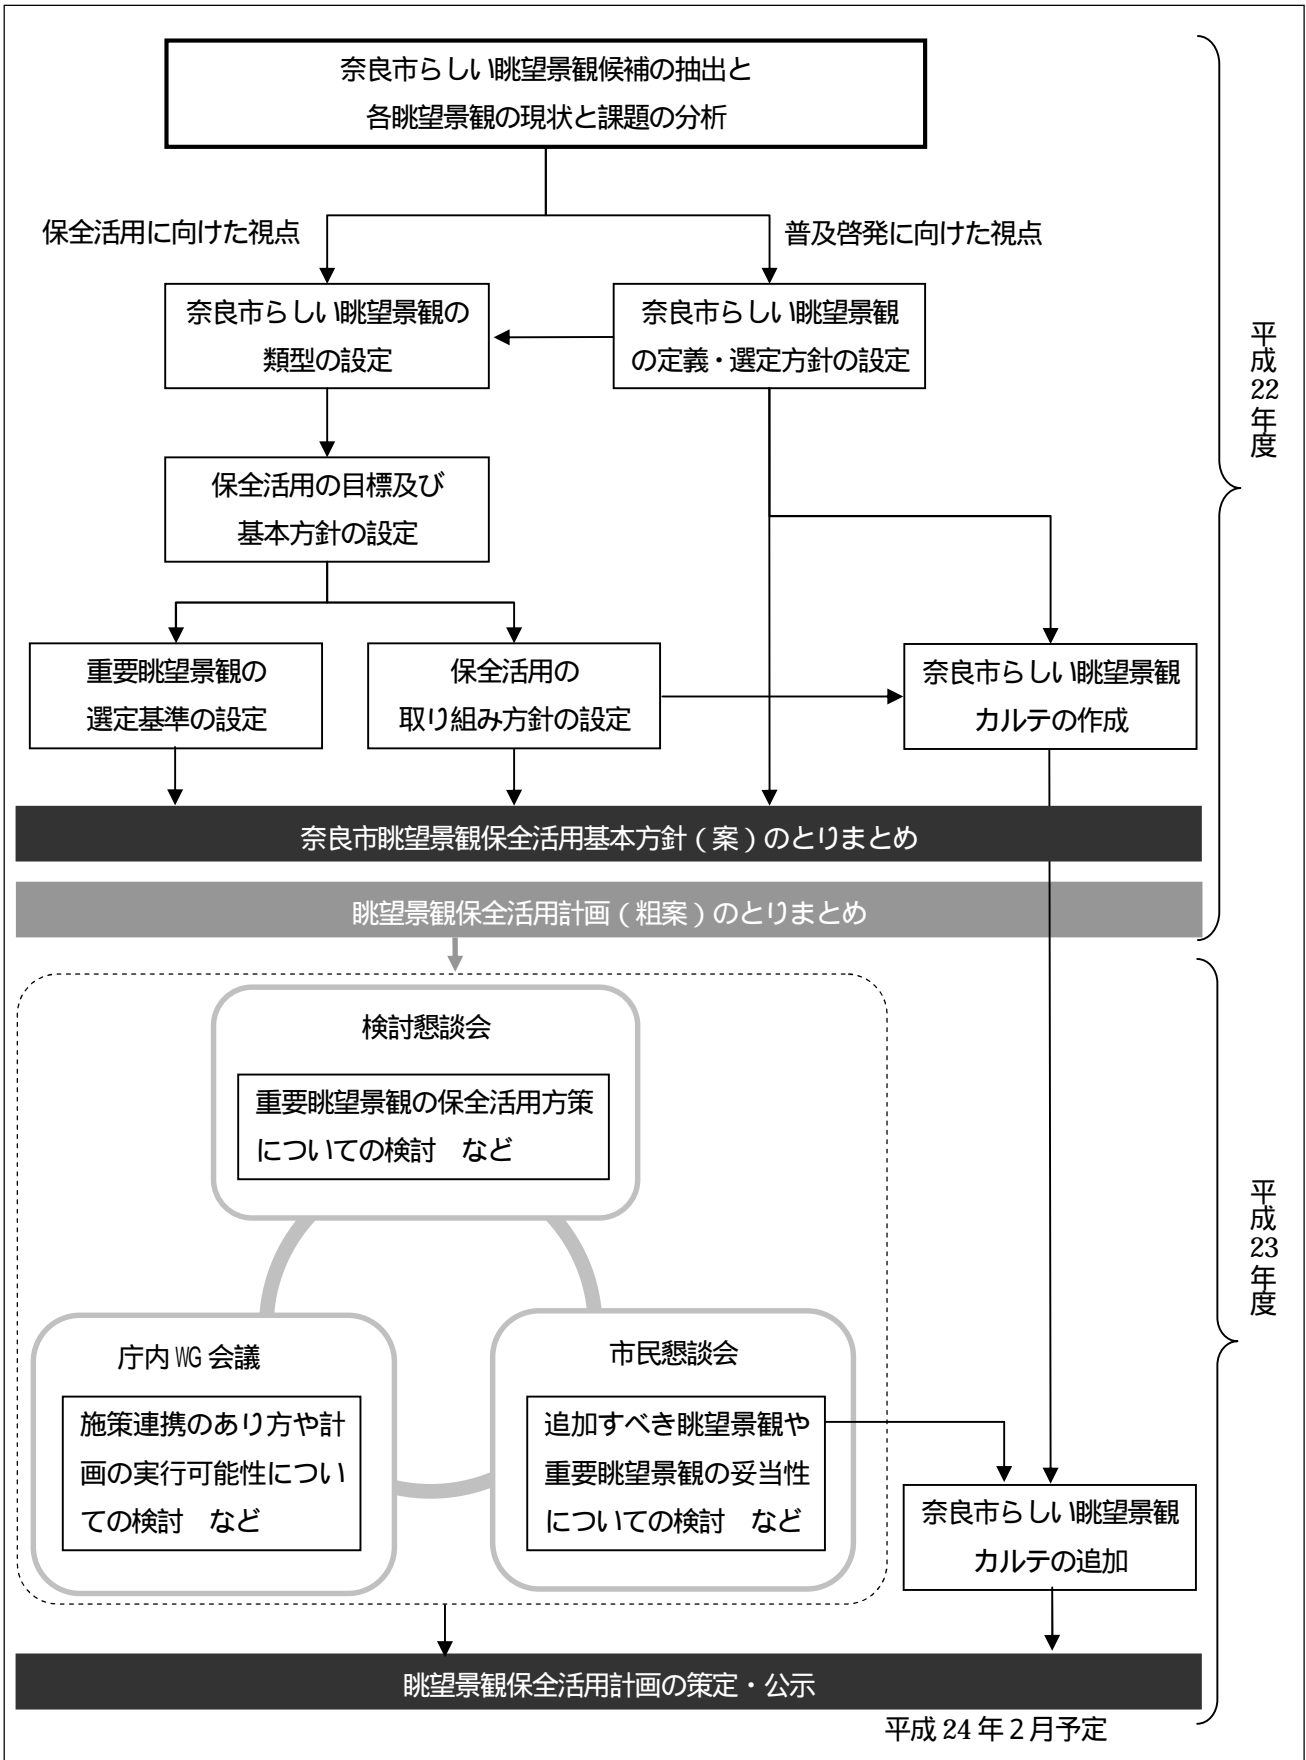 奈良市らしい眺望景観候補の抽出と
各眺望景観の現状と課題の分析
保全活用に向けた視点
普及啓発に向けた視点
奈良市らしい眺望景観の
類型の設定
奈良市らしい眺望景観
の定義・選定方針の設定
保全活用の目標及び
基本方針の設定
重要眺望景観の
選定基準の設定
保全活用の
取り組み方針の設定
奈良市らしい眺望景観
カルテの作成
奈良市眺望景観保全活用基本方針（案）のとりまとめ
眺望景観保全活用計画（粗案）のとりまとめ
平成22年度
検討懇談会
重要眺望景観の保全活用方策
についての検討　など
庁内 WG 会議
施策連携のあり方や計
画の実行可能性につい
ての検討　など
市民懇談会
追加すべき眺望景観や
重要眺望景観の妥当性
についての検討　など
奈良市らしい眺望景観
カルテの追加
平成23年度
眺望景観保全活用計画の策定・公示
平成 24 年 2 月予定